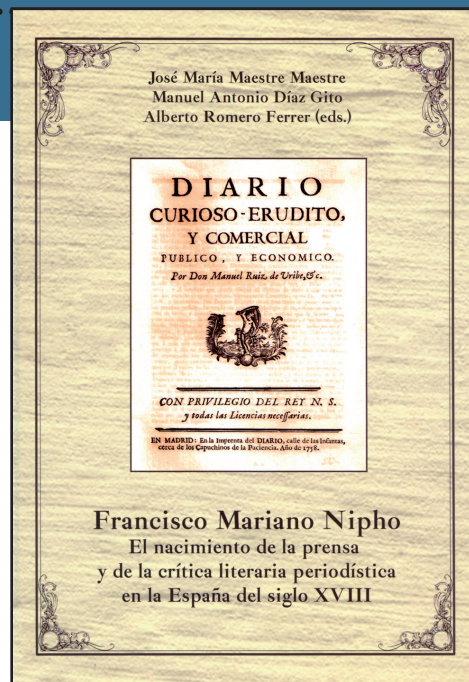 José María Maestre Maestre
Manuel Antonio Díaz Gito
Alberto Romero Ferrer (eds.)
DIARIO
CURIOSO-ERUDITO,
Y COMERCIAL
PUBLICO, Y ECONOMICO.
Por Don Manuel Ruiz, de Uribe, &c.
CON PRIVILEGIO DEL REY N. S.
y todas las Licencias necessarias.
EN MADRID: En la Imprenta del DIARIO, calle de las Infantas,
cerca de los Capuchinos de la Paciencia. Año de 1758.
Francisco Mariano Nipho
El nacimiento de la prensa
y de la crítica literaria periodística
en la España del siglo XVIII